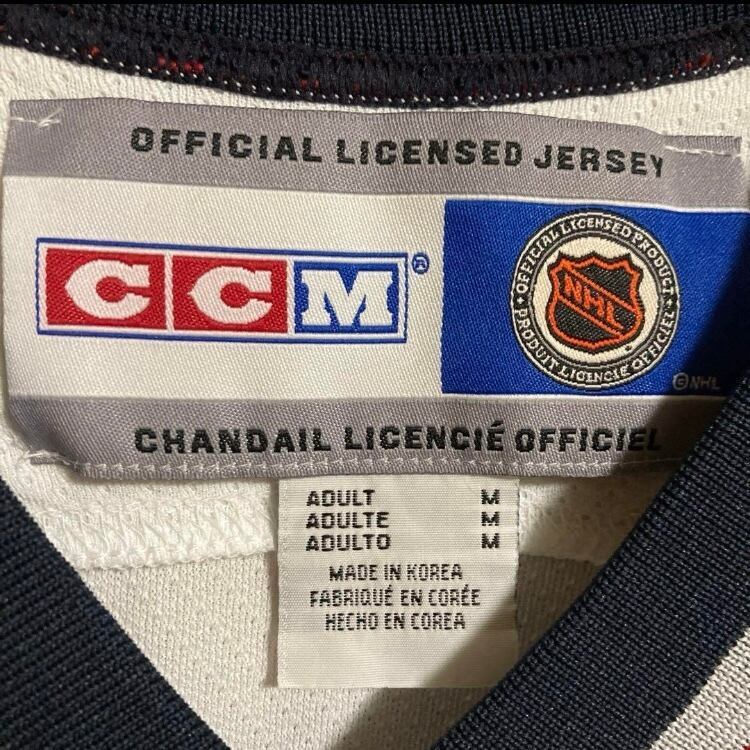 OFFICIAL LICENSED JERSEY
CCM®
OFFICIAL LICENSED PRODUCT
NHL
PRODUIT LICENCIE OFFICIEL
©NHL
CHANDAIL LICENCIÉ OFFICIEL
ADULT M
ADULTE M
ADULTO M
MADE IN KOREA
FABRIQUÉ EN CORÉE
HECHO EN COREA